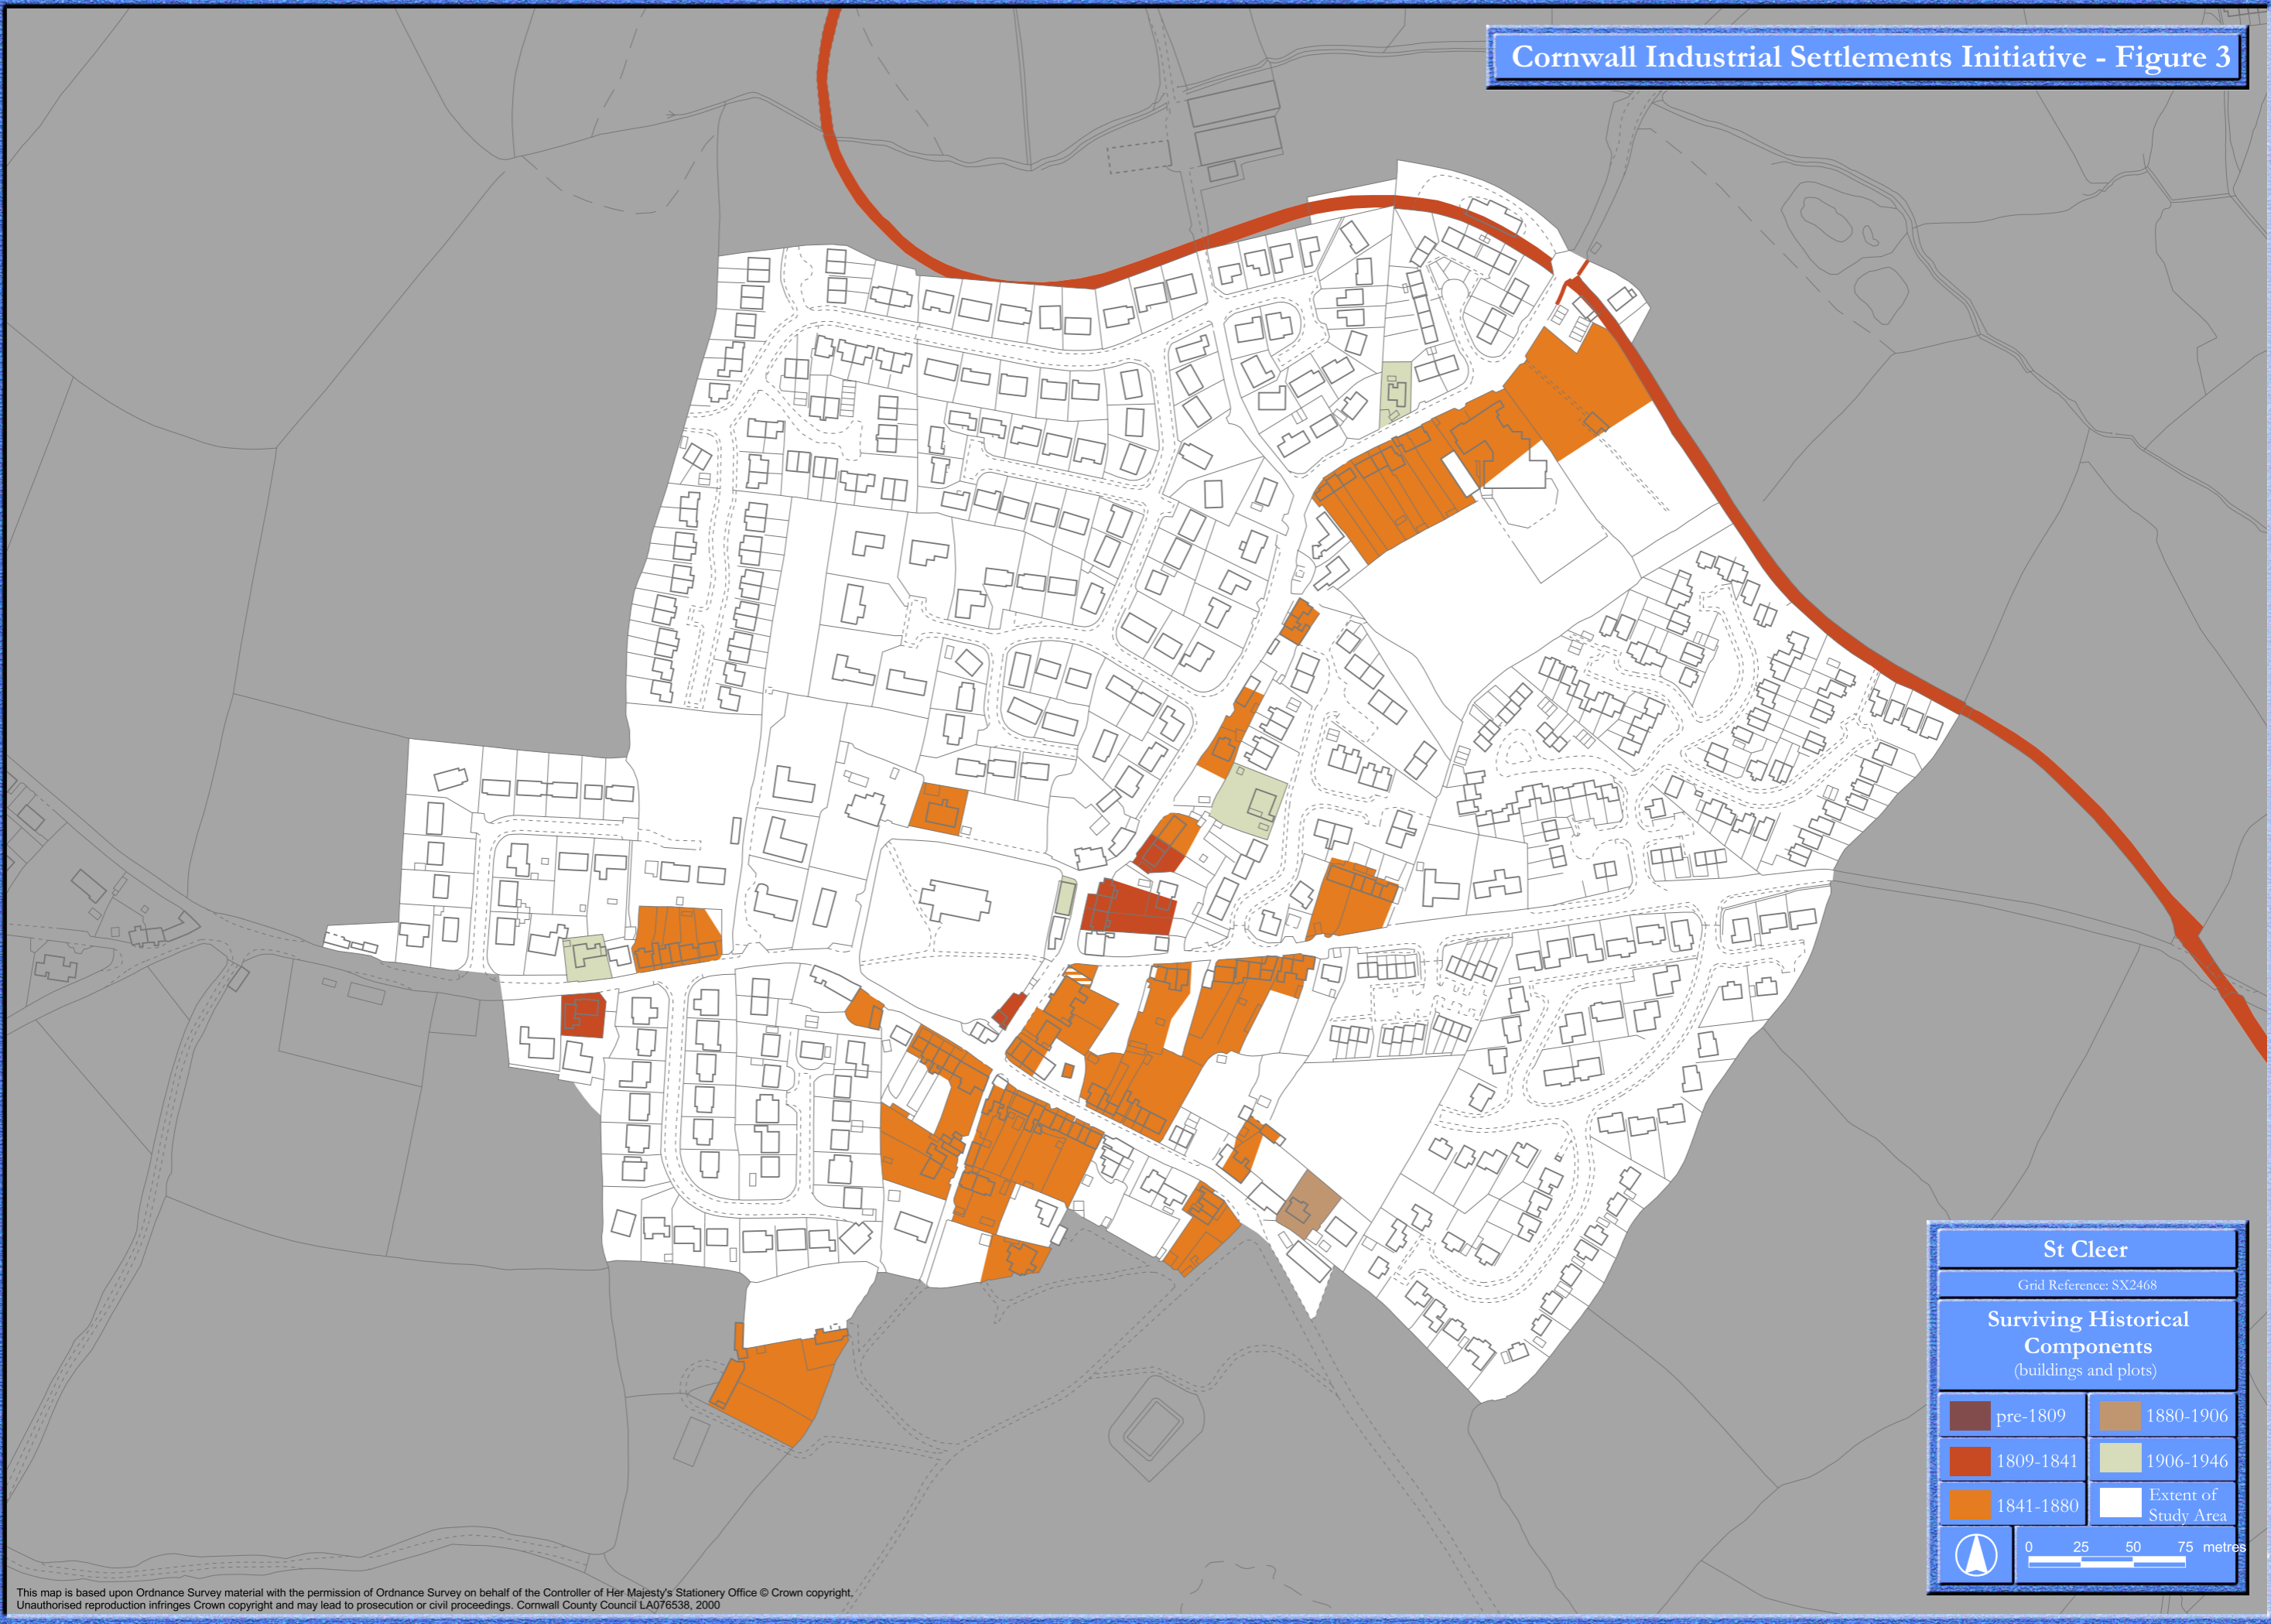 Cornwall Industrial Settlements Initiative - Figure 3
St Cleer
Grid Reference: SX2468
Surviving Historical
Components
(buildings and plots)
pre-1809
1880-1906
1809-1841
1906-1946
1841-1880
Extent of
Study Area
0 25 50 75 metres
This map is based upon Ordnance Survey material with the permission of Ordnance Survey on behalf of the Controller of Her Majesty's Stationery Office © Crown copyright.
Unauthorised reproduction infringes Crown copyright and may lead to prosecution or civil proceedings. Cornwall County Council LA076538, 2000